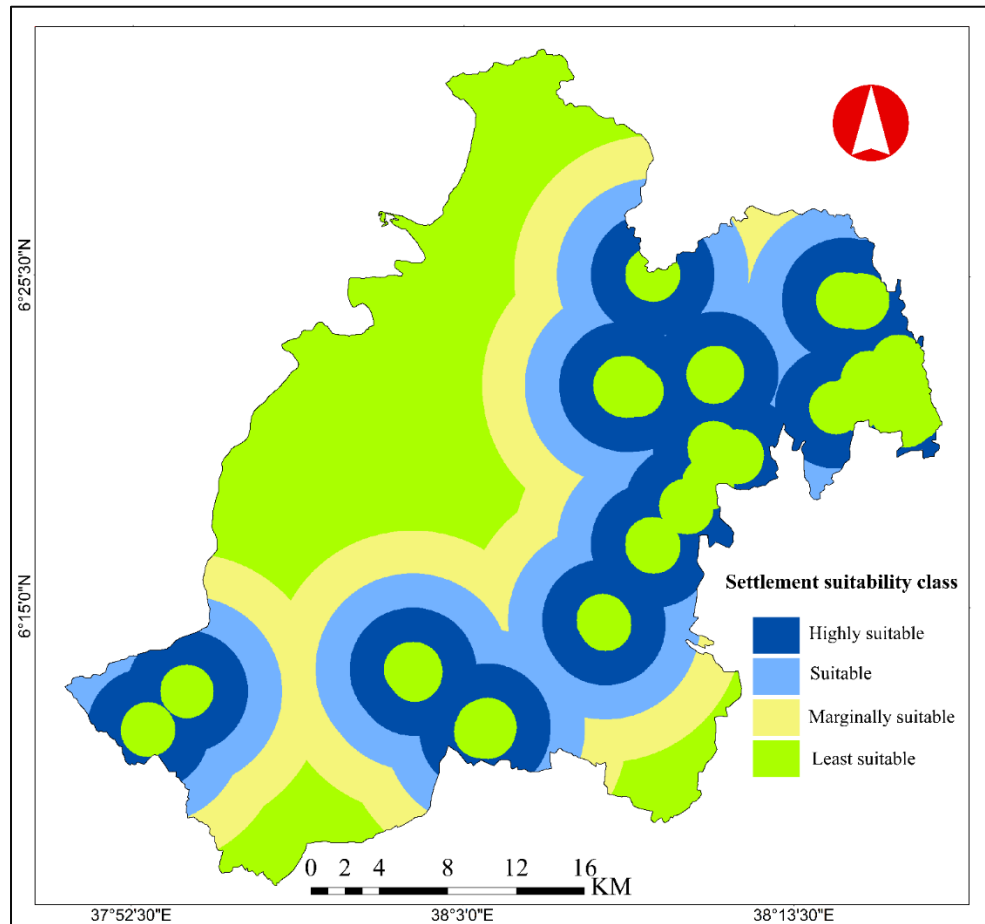 6°25'30"N
6°15'0"N
Settlement suitability class
Highly suitable
Suitable
Marginally suitable
Least suitable
0 2 4 8 12 16
KM
37°52'30"E 38°3'0"E 38°13'30"E